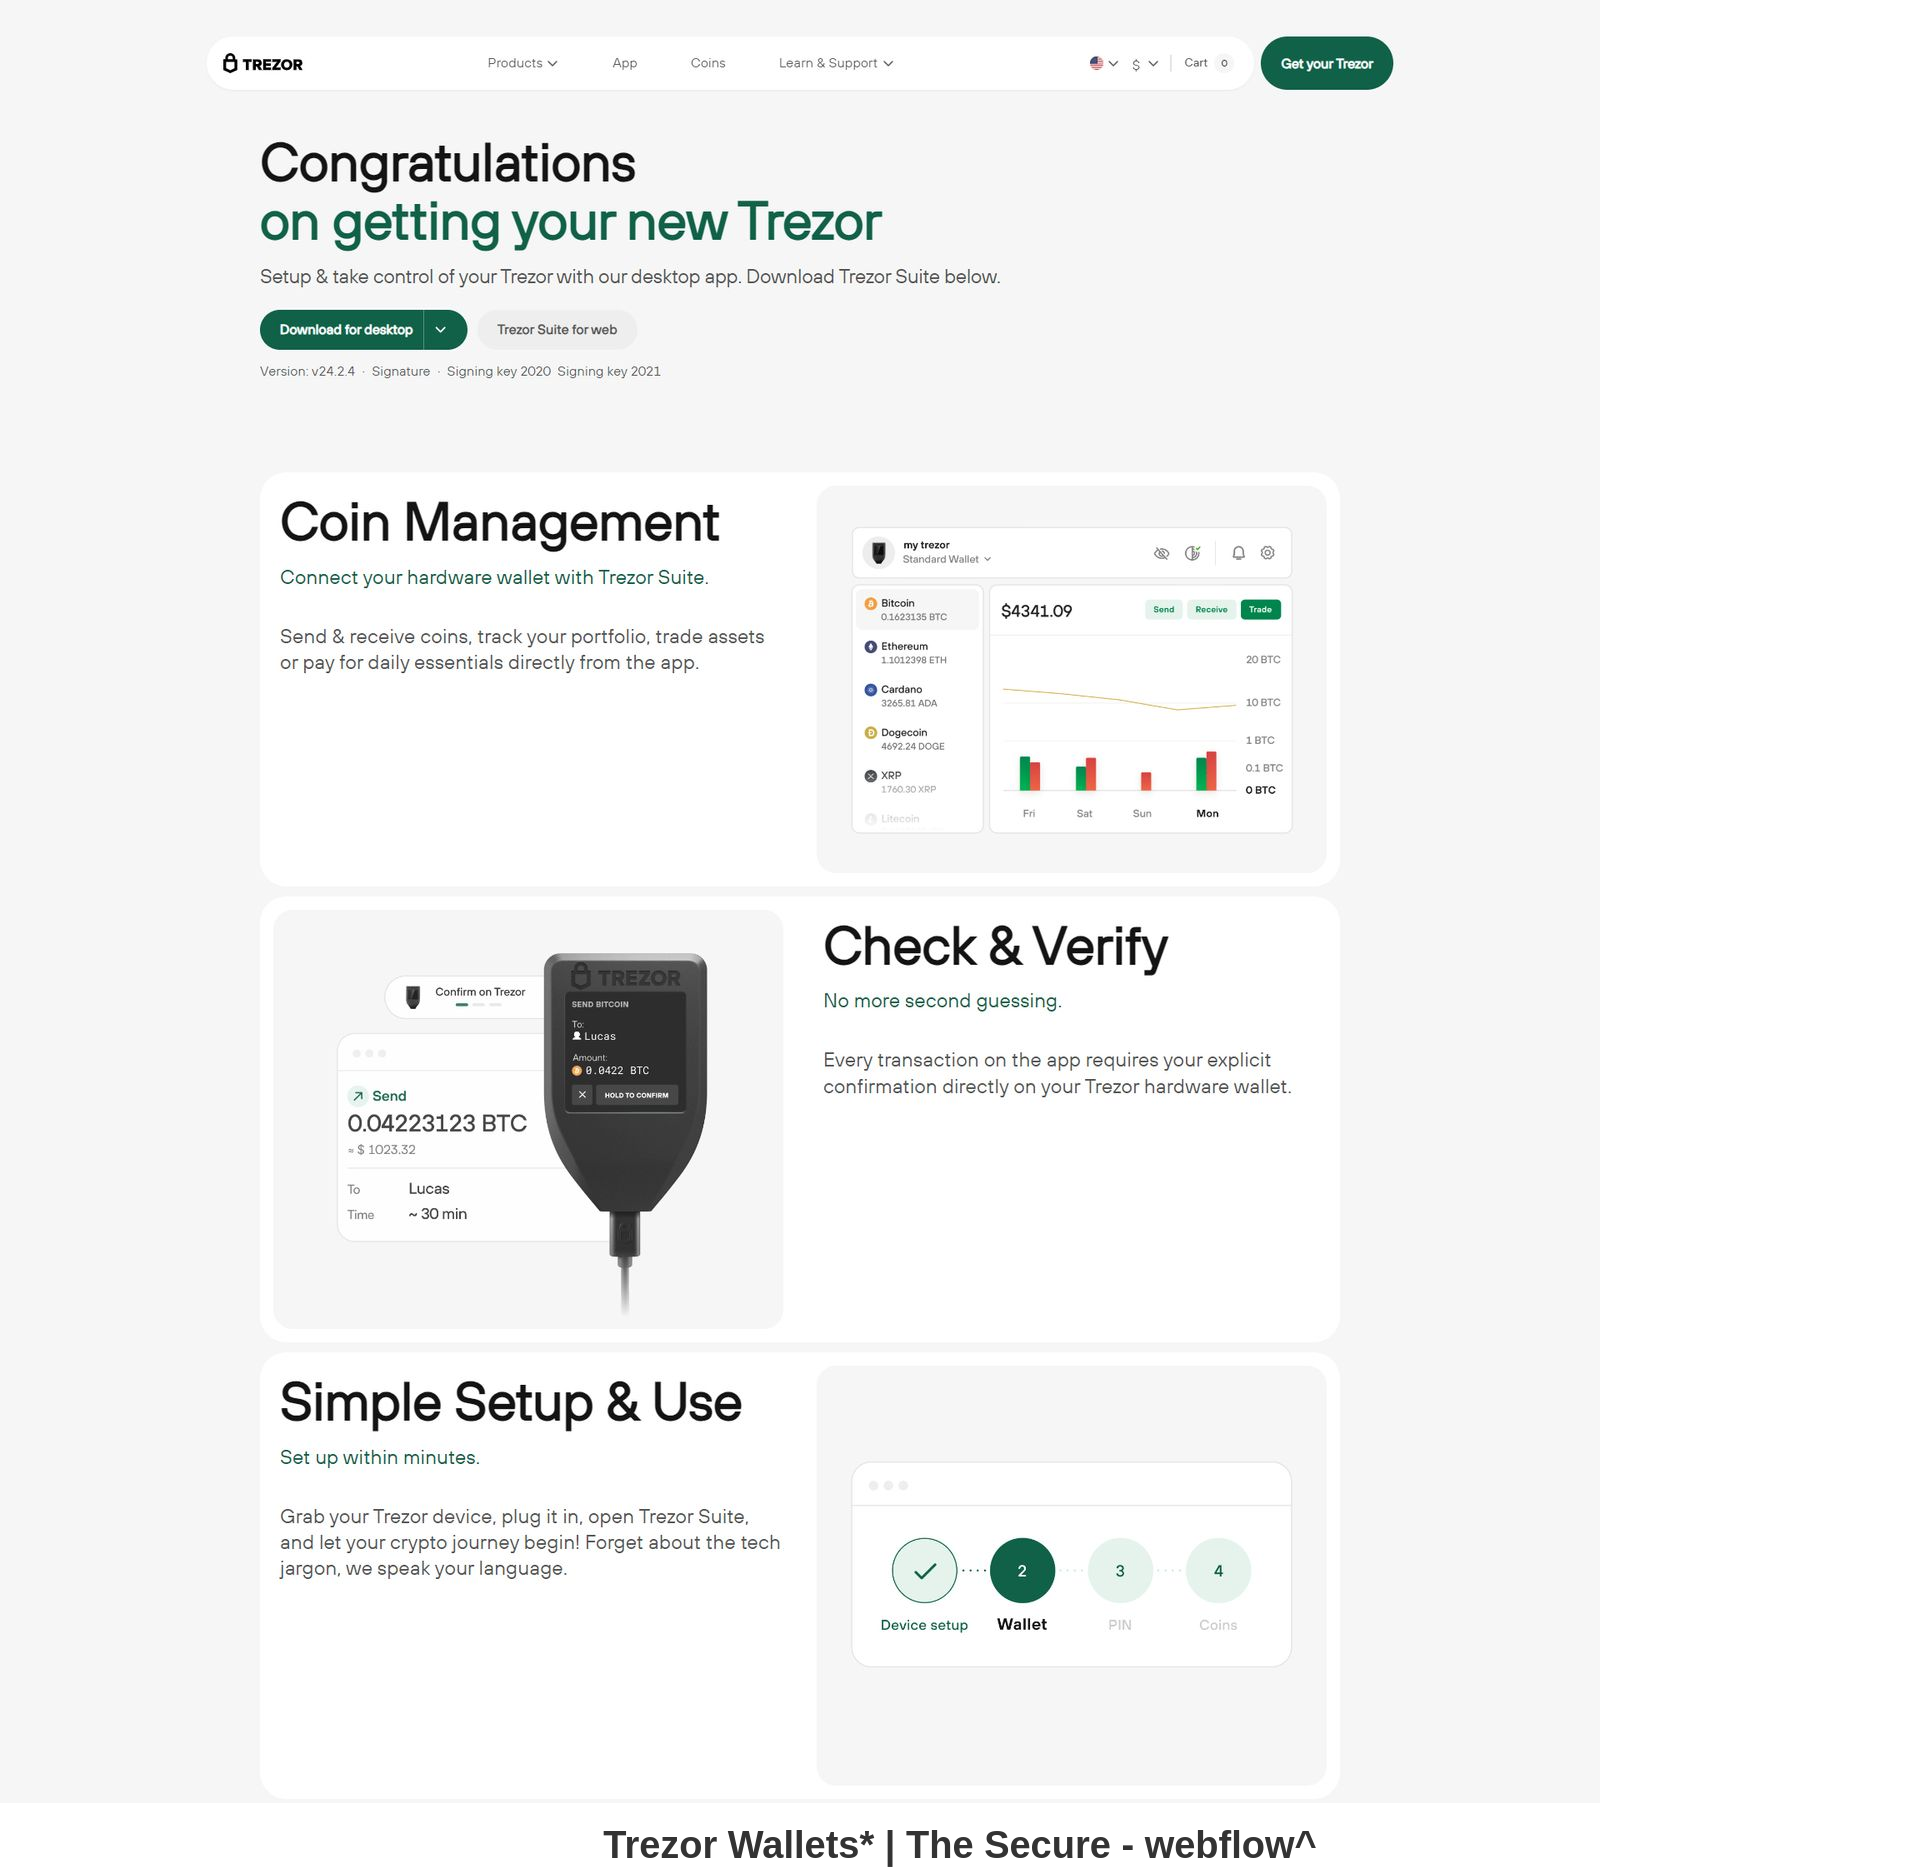 TREZOR
Products
App
Coins
Learn & Support
$
Cart
0
Get your Trezor
Congratulations
on getting your new Trezor
Setup & take control of your Trezor with our desktop app. Download Trezor Suite below.
Download for desktop
Trezor Suite for web
Version: v24.2.4 · Signature · Signing key 2020 Signing key 2021
Coin Management
Connect your hardware wallet with Trezor Suite.
Send & receive coins, track your portfolio, trade assets
or pay for daily essentials directly from the app.
my trezor
Standard Wallet
Bitcoin
0.1623135 BTC
Ethereum
1.1012398 ETH
Cardano
3265.81 ADA
Dogecoin
4692.24 DOGE
XRP
1760.30 XRP
Litecoin
$4341.09
Send
Receive
Trade
20 BTC
10 BTC
1 BTC
0.1 BTC
0 BTC
Fri
Sat
Sun
Mon
Confirm on Trezor
Send
0.04223123 BTC
≈ $ 1023.32
To
Lucas
Time
~ 30 min
TREZOR
SEND BITCOIN
To:
Lucas
Amount:
0.0422 BTC
HOLD TO CONFIRM
Check & Verify
No more second guessing.
Every transaction on the app requires your explicit
confirmation directly on your Trezor hardware wallet.
Simple Setup & Use
Set up within minutes.
Grab your Trezor device, plug it in, open Trezor Suite,
and let your crypto journey begin! Forget about the tech
jargon, we speak your language.
2
3
4
Device setup
Wallet
PIN
Coins
Trezor Wallets* | The Secure - webflow^